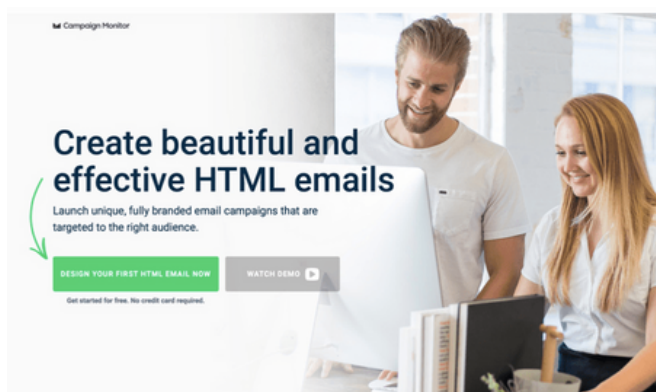 Campaign Monitor
Create beautiful and
effective HTML emails
Launch unique, fully branded email campaigns that are
targeted to the right audience.
DESIGN YOUR FIRST HTML EMAIL NOW
WATCH DEMO
Get started for free. No credit card required.